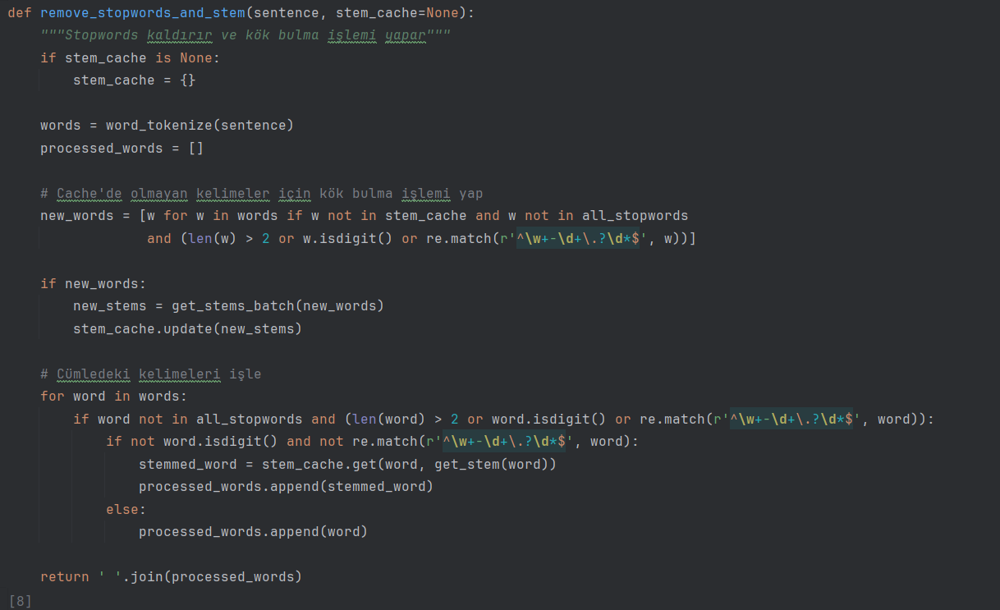 def remove_stopwords_and_stem(sentence, stem_cache=None):
    """Stopwords kaldırır ve kök bulma işlemi yapar"""
    if stem_cache is None:
        stem_cache = {}

    words = word_tokenize(sentence)
    processed_words = []

    # Cache'de olmayan kelimeler için kök bulma işlemi yap
    new_words = [w for w in words if w not in stem_cache and w not in all_stopwords
                 and (len(w) > 2 or w.isdigit() or re.match(r'^\w+-\d+\.?\d*$', w))]

    if new_words:
        new_stems = get_stems_batch(new_words)
        stem_cache.update(new_stems)

    # Cümledeki kelimeleri işle
    for word in words:
        if word not in all_stopwords and (len(word) > 2 or word.isdigit() or re.match(r'^\w+-\d+\.?\d*$', word)):
            if not word.isdigit() and not re.match(r'^\w+-\d+\.?\d*$', word):
                stemmed_word = stem_cache.get(word, get_stem(word))
                processed_words.append(stemmed_word)
            else:
                processed_words.append(word)

    return ' '.join(processed_words)
[8]